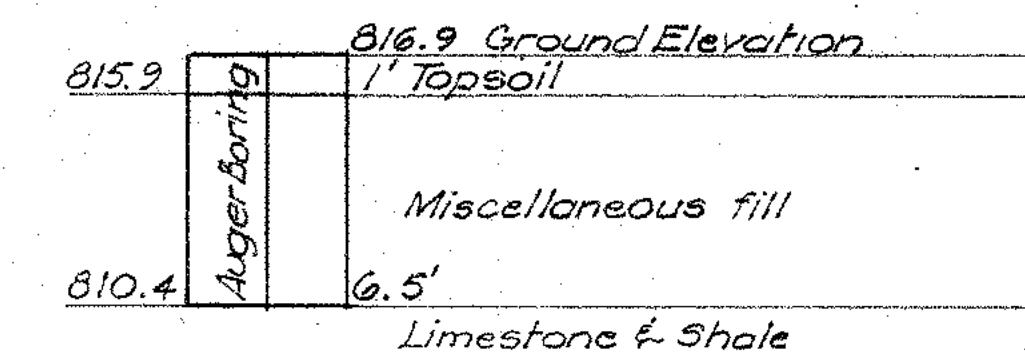 816.9 Ground Elevation
815.9 1' Topsoil
Auger Boring
Miscellaneous fill
810.4 6.5'
Limestone & Shale